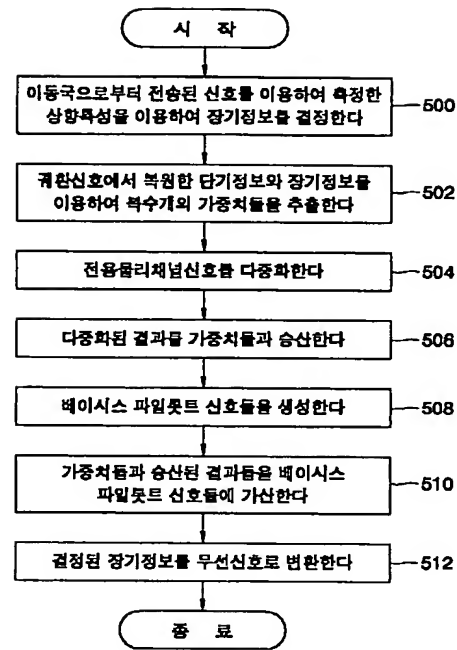 시 작
이동국으로부터 전송된 신호를 이용하여 측정한
상향특성을 이용하여 장기정보를 결정한다
500
궤환신호에서 복원한 단기정보와 장기정보를
이용하여 복수개의 가중치들을 추출한다
502
전용물리채널신호를 다중화한다
504
다중화된 결과를 가중치들과 승산한다
506
베이시스 파일롯트 신호들을 생성한다
508
가중치들과 승산된 결과들을 베이시스
파일롯트 신호들에 가산한다
510
결정된 장기정보를 무선신호로 변환한다
512
종 료